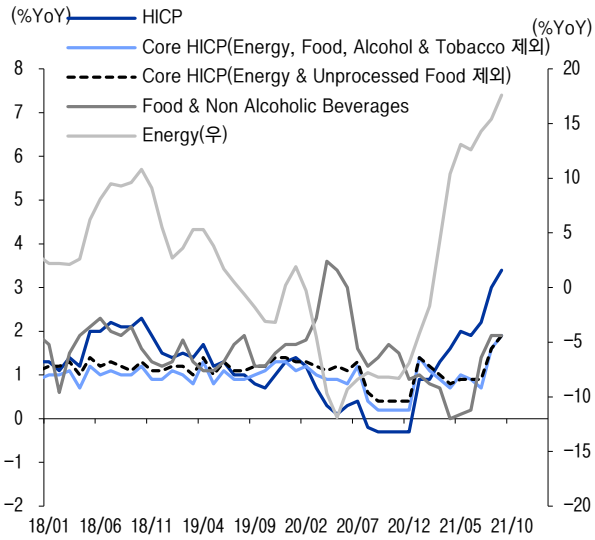 (%YoY)
(%YoY)
HICP
Core HICP(Energy, Food, Alcohol & Tobacco 제외)
Core HICP(Energy & Unprocessed Food 제외)
Food & Non Alcoholic Beverages
Energy(우)
8
7
6
5
4
3
2
1
0
−1
−2
20
15
10
5
0
−5
−10
−15
−20
18/01 18/06 18/11 19/04 19/09 20/02 20/07 20/12 21/05 21/10